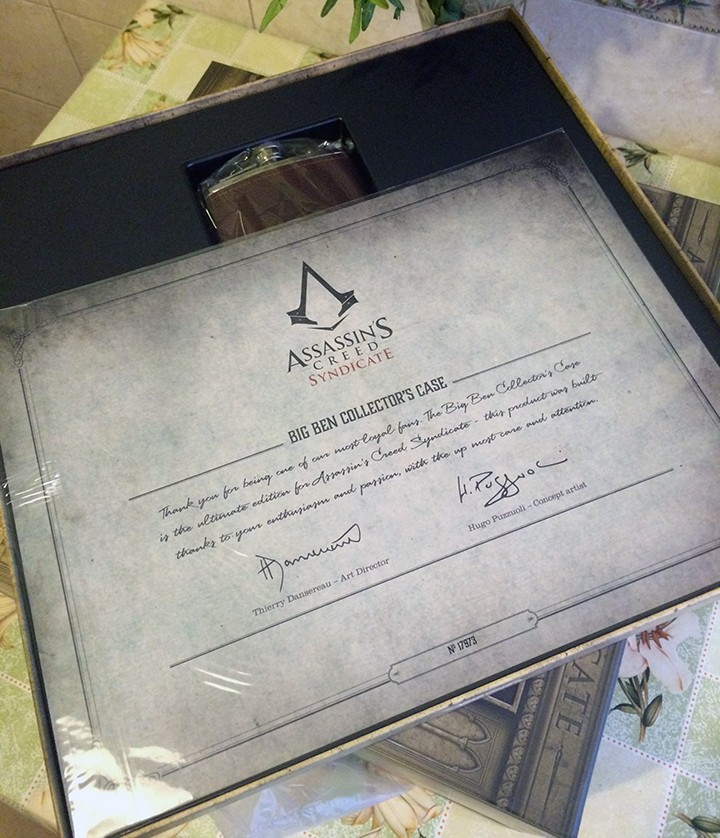 ASSASSIN'S
CREED
SYNDICATE
BIG BEN COLLECTOR'S CASE
Thank you for being one of our most loyal fans. The Big Ben Collector's Case
is the ultimate edition for Assassin's Creed Syndicate - this product was built
thanks to your enthusiasm and passion, with the up most care and attention.
H. Puzzuoli
Hugo Puzzuoli – Concept artist
Thierry Dansereau – Art Director
Nº 17973
CATE